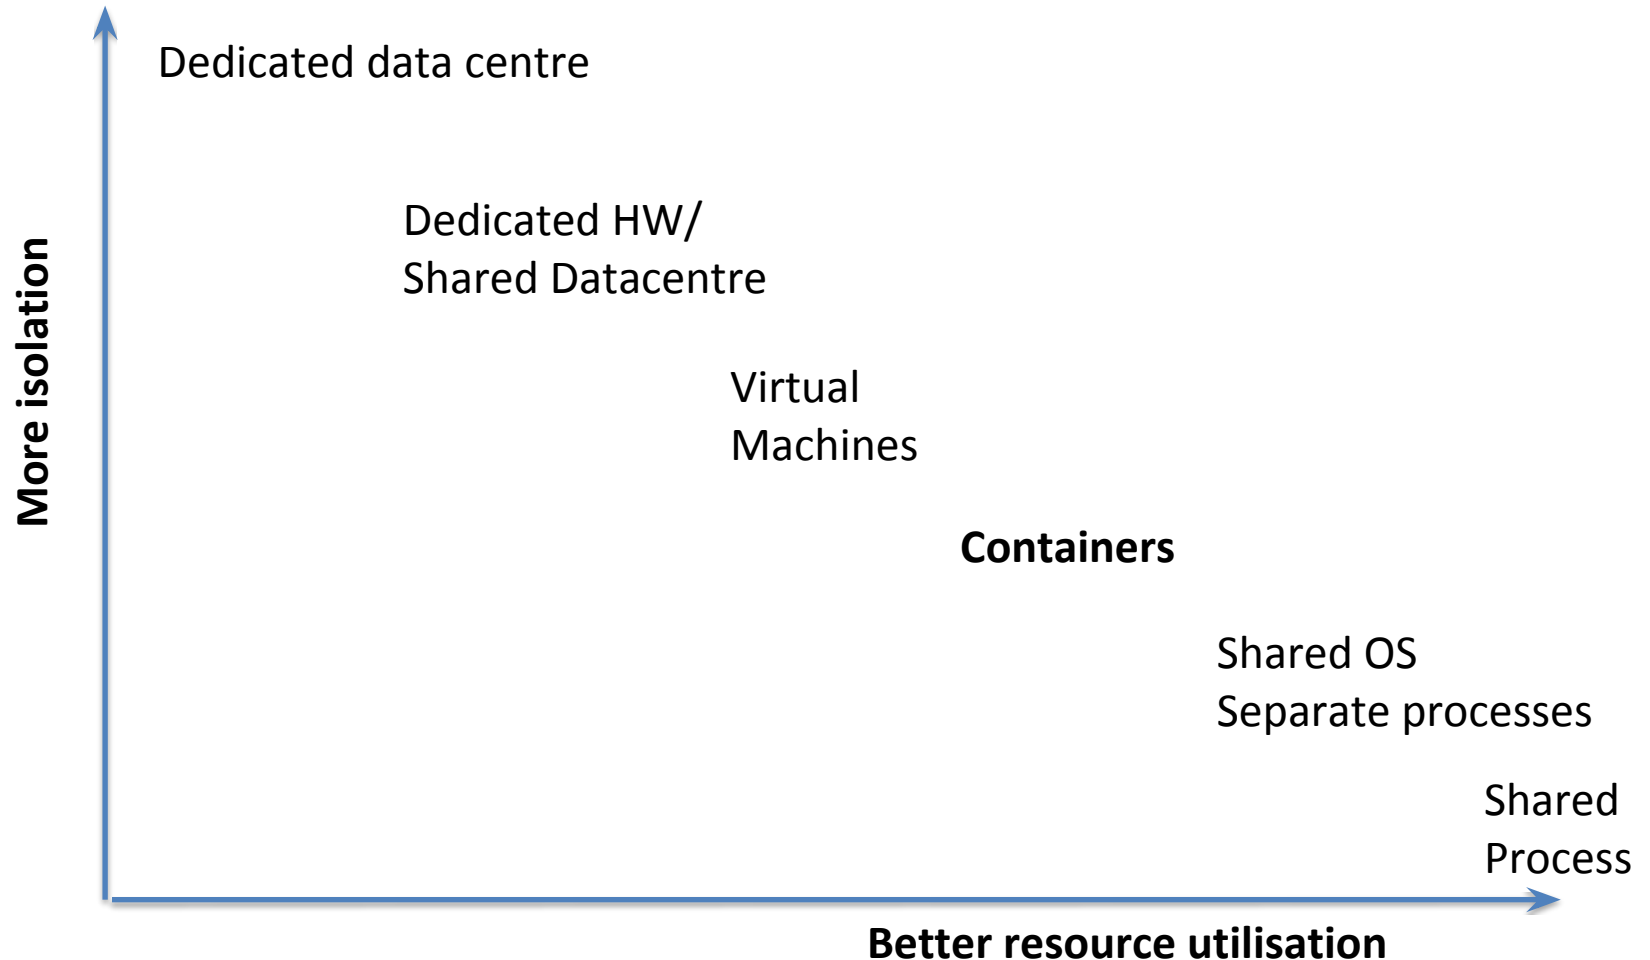 Dedicated data centre
Dedicated HW/
Shared Datacentre
More isolation
Virtual
Machines
Containers
Shared OS
Separate processes
Shared
Process
Better resource utilisation